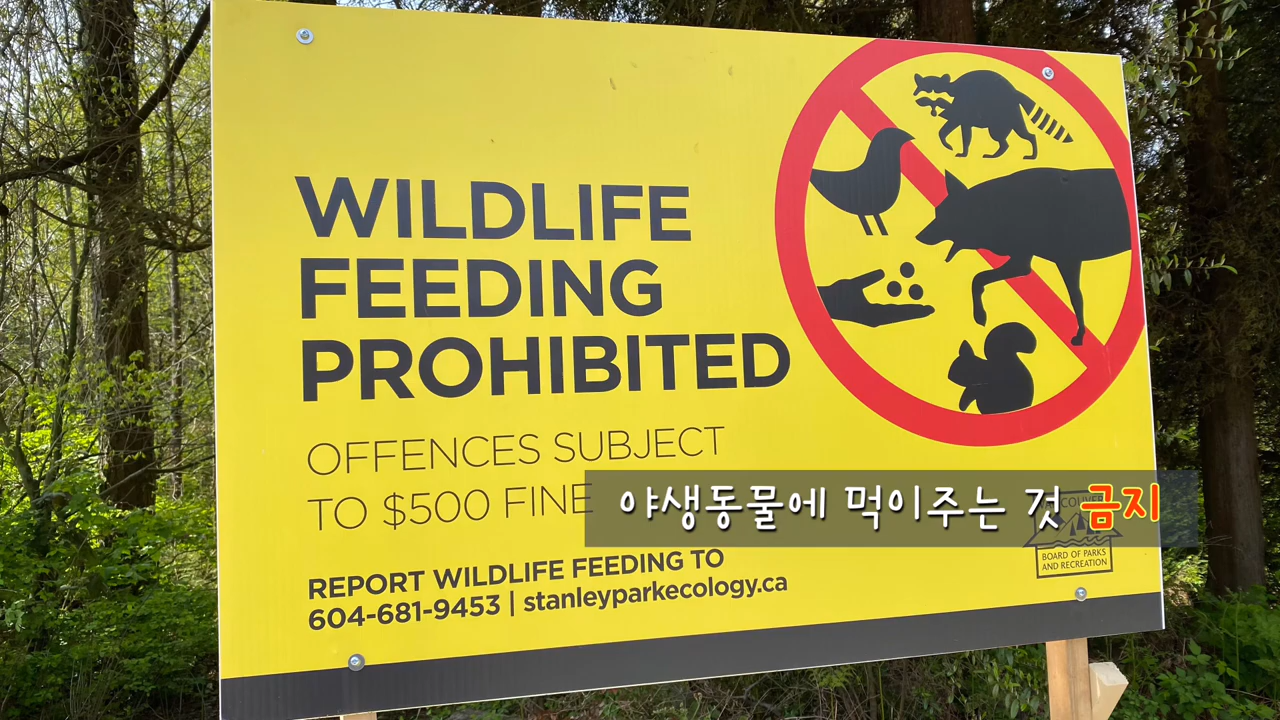 WILDLIFE
FEEDING
PROHIBITED
OFFENCES SUBJECT
TO $500 FINE
야생동물에 먹이주는 것 금지
REPORT WILDLIFE FEEDING TO
604-681-9453 | stanleyparkecology.ca
VANCOUVER
BOARD OF PARKS
AND RECREATION